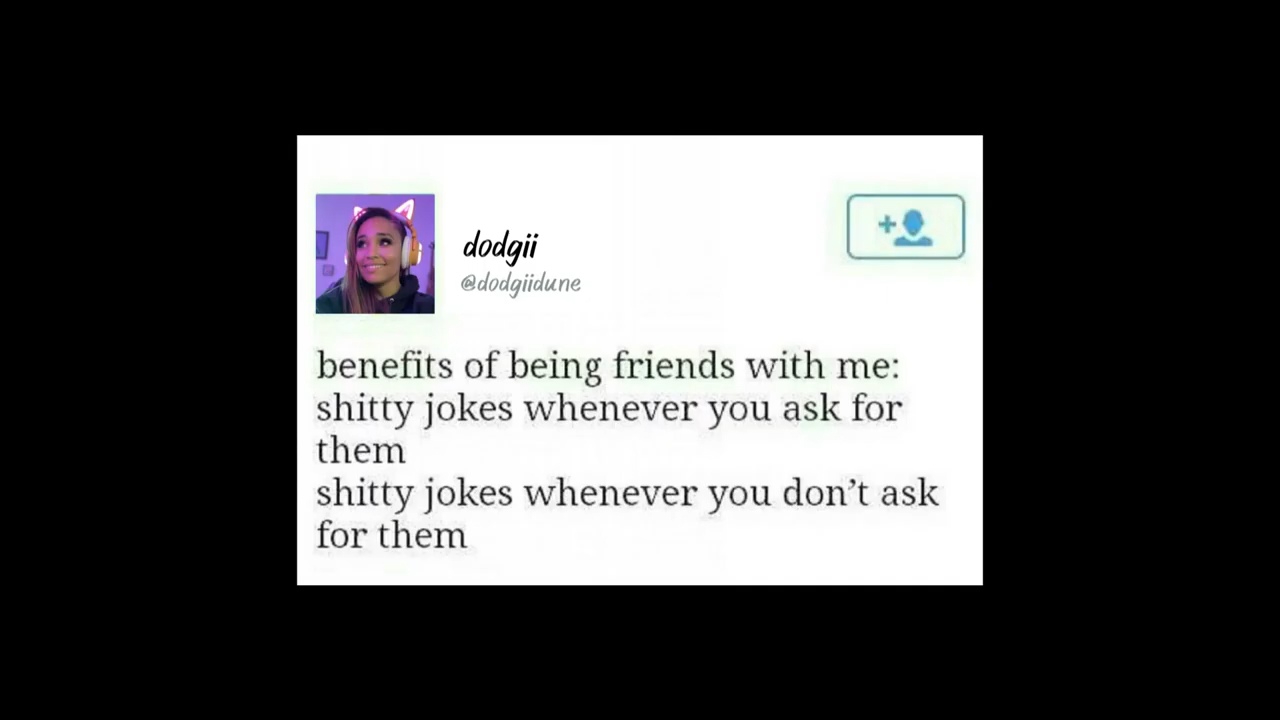 dodgii
@dodgiidune
benefits of being friends with me:
shitty jokes whenever you ask for
them
shitty jokes whenever you don’t ask
for them